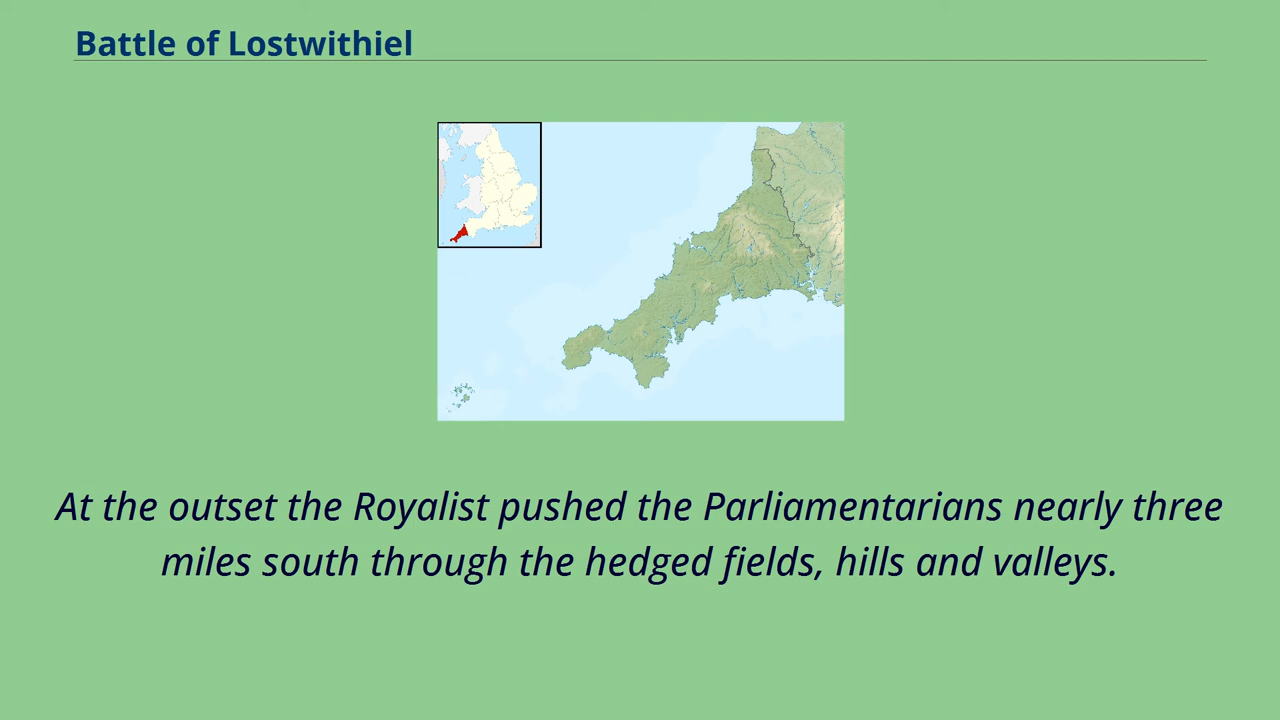 Battle of Lostwithiel
At the outset the Royalist pushed the Parliamentarians nearly three
miles south through the hedged fields, hills and valleys.